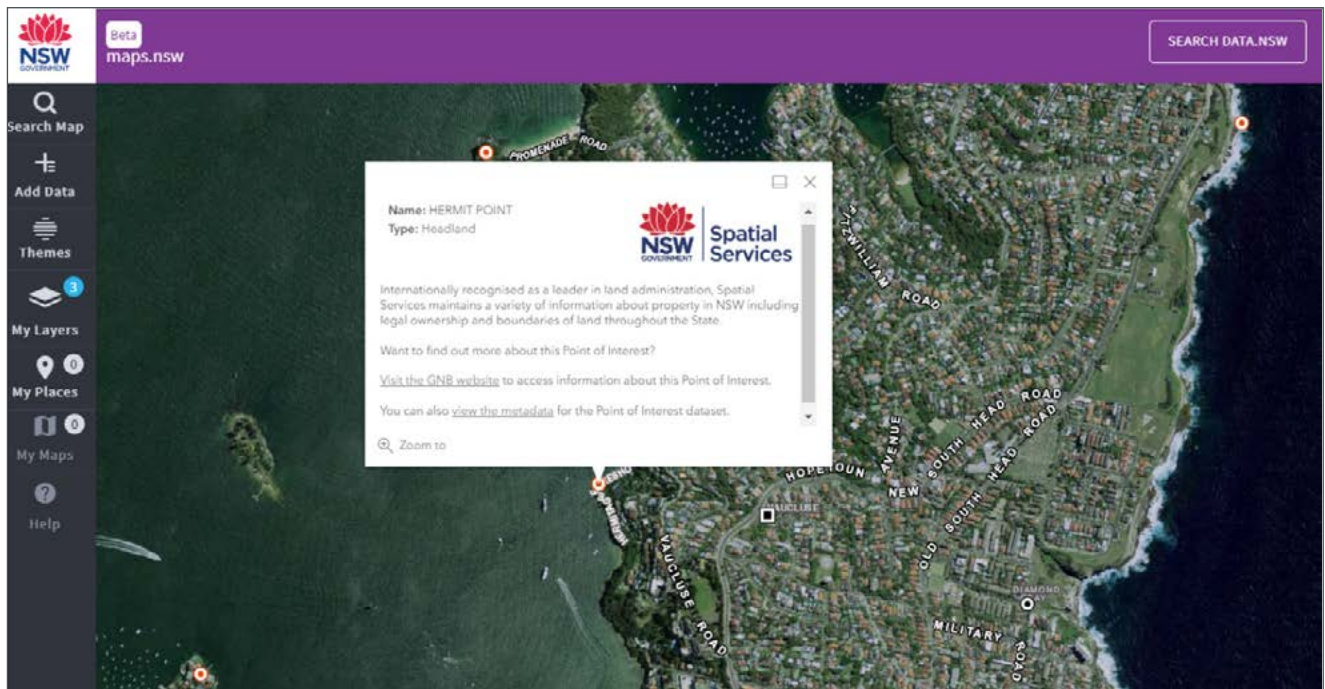 NSW
GOVERNMENT
Beta
maps.nsw
SEARCH DATA.NSW
Search Map
Add Data
Themes
3
My Layers
0
My Places
0
My Maps
Help
PROMENADE ROAD
Name: HERMIT POINT
Type: Headland
NSW
GOVERNMENT
Spatial
Services
Internationally recognised as a leader in land administration, Spatial
Services maintains a variety of information about property in NSW including
legal ownership and boundaries of land throughout the State.
Want to find out more about this Point of Interest?
Visit the GNB website to access information about this Point of Interest.
You can also view the metadata for the Point of Interest dataset.
Zoom to
FITZWILLIAM ROAD
HOPETOUN AVENUE
NEW SOUTH HEAD ROAD
OLD SOUTH HEAD ROAD
VAUCLUSE
VAUCLUSE ROAD
DIAMOND
BAY
MILITARY ROAD